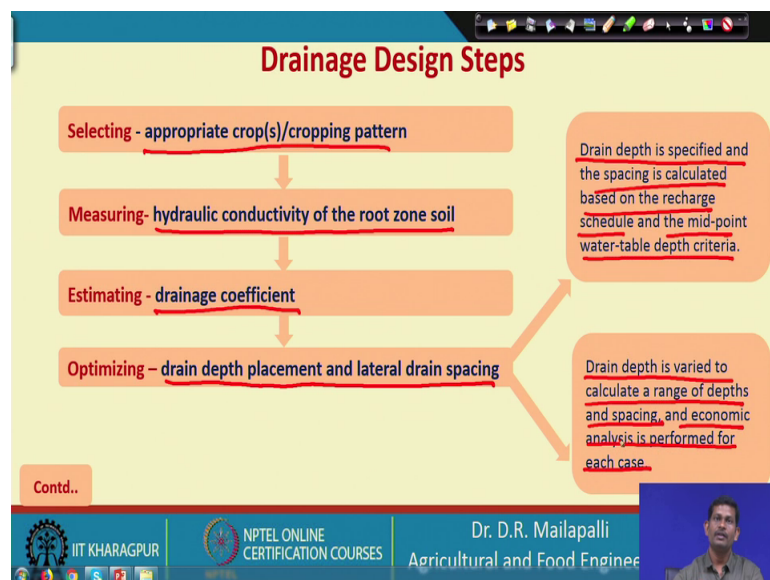 Drainage Design Steps
Selecting - appropriate crop(s)/cropping pattern
Measuring- hydraulic conductivity of the root zone soil
Estimating - drainage coefficient
Optimizing – drain depth placement and lateral drain spacing
Drain depth is specified and
the spacing is calculated
based on the recharge
schedule and the mid-point
water-table depth criteria.
Drain depth is varied to
calculate a range of depths
and spacing, and economic
analysis is performed for
each case.
Contd..
IIT KHARAGPUR
NPTEL ONLINE
CERTIFICATION COURSES
Dr. D.R. Mailapalli
Agricultural and Food Enginee